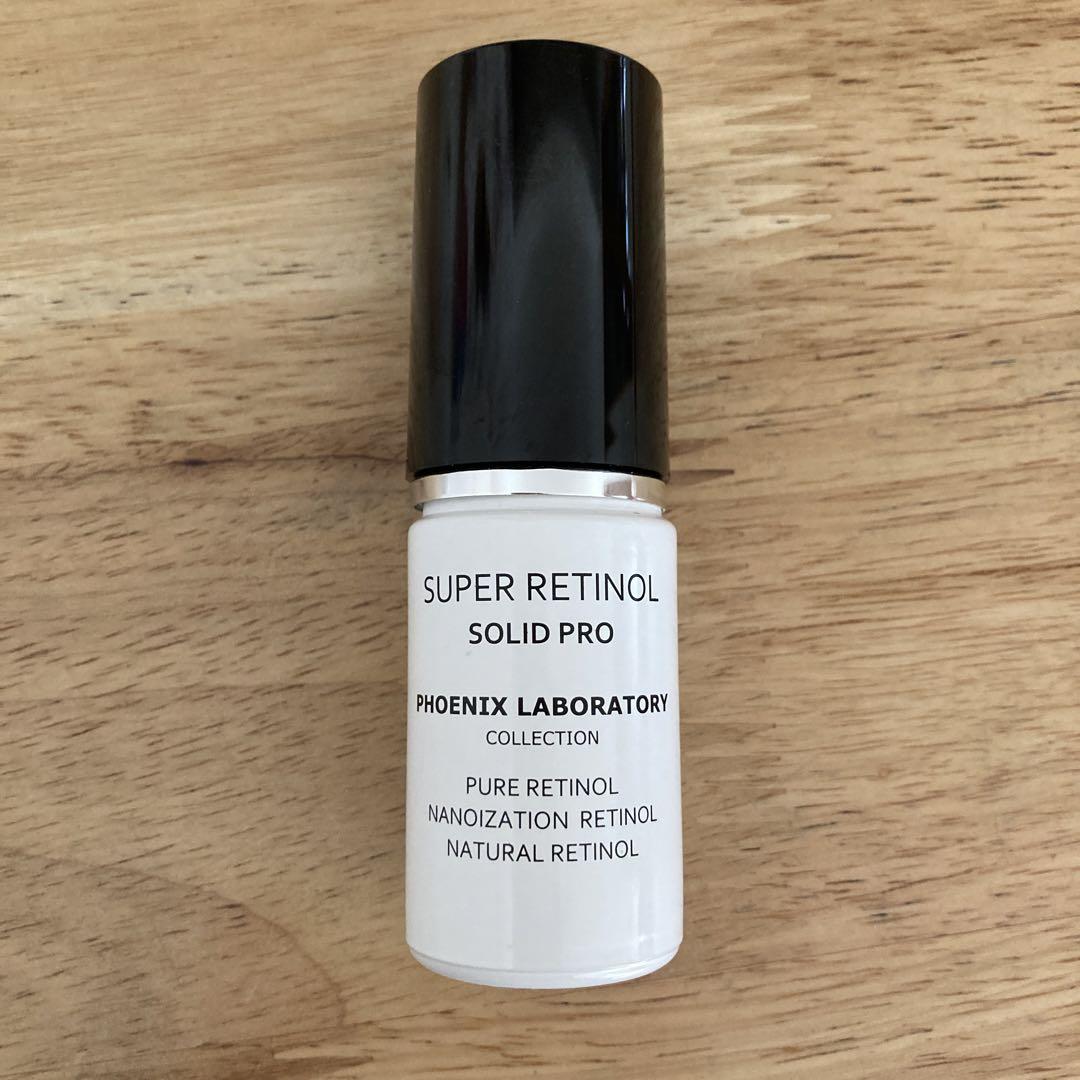 SUPER RETINOL
SOLID PRO
PHOENIX LABORATORY
COLLECTION
PURE RETINOL
NANOIZATION RETINOL
NATURAL RETINOL